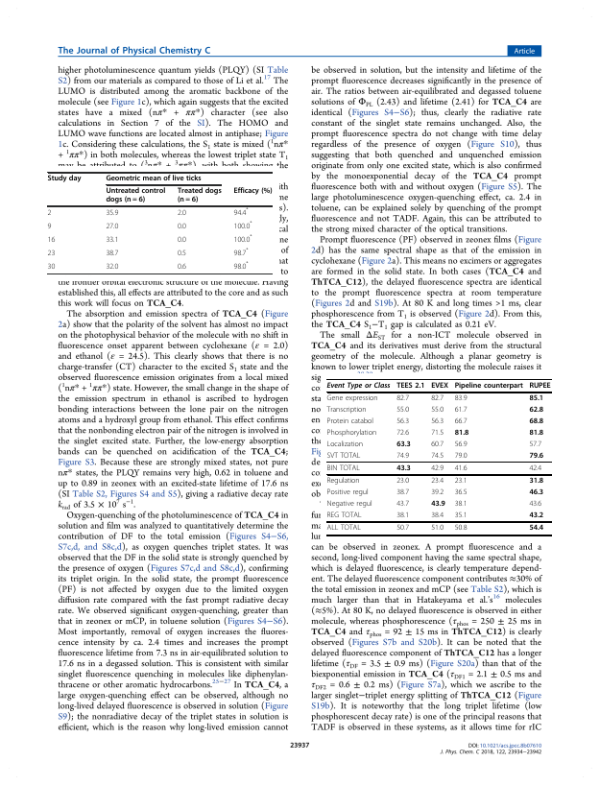 The Journal of Physical Chemistry C
Article
higher photoluminescence quantum yields (PLQY) (SI Table
S2) from our materials as compared to those of Li et al.¹⁷ The
LUMO is distributed among the aromatic backbone of the
molecule (see Figure 1c), which again suggests that the excited
states have a mixed (nπ* + ππ*) character (see also
calculations in Section 7 of the SI). The HOMO and
LUMO wave functions are located almost in antiphase; Figure
1c. Considering these calculations, the S₁ state is mixed (¹nπ*
+ ¹ππ*) in both molecules, whereas the lowest triplet state T₁
may be attributed to (³nπ* + ³ππ*), with both showing the
Study day Geometric mean of live ticks
Untreated control dogs (n = 6) Treated dogs (n = 6) Efficacy (%)
2 35.9 2.0 94.4*
9 27.0 0.0 100.0*
16 33.1 0.0 100.0*
23 38.7 0.5 98.7*
30 32.0 0.6 98.0*
the frontier orbital electronic structure of the molecule. Having
established this, all effects are attributed to the core and as such
this work will focus on TCA_C4.
The absorption and emission spectra of TCA_C4 (Figure
2a) show that the polarity of the solvent has almost no impact
on the photophysical behavior of the molecule with no shift in
fluorescence onset apparent between cyclohexane (ε = 2.0)
and ethanol (ε = 24.5). This clearly shows that there is no
charge-transfer (CT) character to the excited S₁ state and the
observed fluorescence emission originates from a local mixed
(¹nπ* + ¹ππ*) state. However, the small change in the shape of
the emission spectrum in ethanol is ascribed to hydrogen
bonding interactions between the lone pair on the nitrogen
atoms and a hydroxyl group from ethanol. This effect confirms
that the nonbonding electron pair of the nitrogen is involved in
the singlet excited state. Further, the low-energy absorption
bands can be quenched on acidification of the TCA_C4;
Figure S3. Because these are strongly mixed states, not pure
nπ* states, the PLQY remains very high, 0.62 in toluene and
up to 0.89 in zeonex with an excited-state lifetime of 17.6 ns
(SI Table S2, Figures S4 and S5), giving a radiative decay rate
k_rad of 3.5 × 10⁷ s⁻¹.
Oxygen-quenching of the photoluminescence of TCA_C4 in
solution and film was analyzed to quantitatively determine the
contribution of DF to the total emission (Figures S4−S6,
S7c,d, and S8c,d), as oxygen quenches triplet states. It was
observed that the DF in the solid state is strongly quenched by
the presence of oxygen (Figures S7c,d and S8c,d), confirming
its triplet origin. In the solid state, the prompt fluorescence
(PF) is not affected by oxygen due to the limited oxygen
diffusion rate compared with the fast prompt radiative decay
rate. We observed significant oxygen-quenching, greater than
that in zeonex or mCP, in toluene solution (Figures S4−S6).
Most importantly, removal of oxygen increases the fluores-
cence intensity by ca. 2.4 times and increases the prompt
fluorescence lifetime from 7.3 ns in air-equilibrated solution to
17.6 ns in a degassed solution. This is consistent with similar
singlet fluorescence quenching in molecules like diphenylan-
thracene or other aromatic hydrocarbons.²⁵⁻²⁷ In TCA_C4, a
large oxygen-quenching effect can be observed, although no
long-lived delayed fluorescence is observed in solution (Figure
S9); the nonradiative decay of the triplet states in solution is
efficient, which is the reason why long-lived emission cannot
be observed in solution, but the intensity and lifetime of the
prompt fluorescence decreases significantly in the presence of
air. The ratios between air-equilibrated and degassed toluene
solutions of Φ_PL (2.43) and lifetime (2.41) for TCA_C4 are
identical (Figures S4−S6); thus, clearly the radiative rate
constant of the singlet state remains unchanged. Also, the
prompt fluorescence spectra do not change with time delay
regardless of the presence of oxygen (Figure S10), thus
suggesting that both quenched and unquenched emission
originate from only one excited state, which is also confirmed
by the monoexponential decay of the TCA_C4 prompt
fluorescence both with and without oxygen (Figure S5). The
large photoluminescence oxygen-quenching effect, ca. 2.4 in
toluene, can be explained solely by quenching of the prompt
fluorescence and not TADF. Again, this can be attributed to
the strong mixed character of the optical transitions.
Prompt fluorescence (PF) observed in zeonex films (Figure
2d) has the same spectral shape as that of the emission in
cyclohexane (Figure 2a). This means no excimers or aggregates
are formed in the solid state. In both cases (TCA_C4 and
ThTCA_C12), the delayed fluorescence spectra are identical
to the prompt fluorescence spectra at room temperature
(Figures 2d and S19b). At 80 K and long times >1 ms, clear
phosphorescence from T₁ is observed (Figure 2d). From this,
the TCA_C4 S₁−T₁ gap is calculated as 0.21 eV.
The small ΔE_ST for a non-ICT molecule observed in
TCA_C4 and its derivatives must derive from the structural
geometry of the molecule. Although a planar geometry is
known to lower triplet energy, distorting the molecule raises it
Event Type or Class TEES 2.1 EVEX Pipeline counterpart RUPEE
Gene expression 82.7 82.7 83.9 85.1
Transcription 55.0 55.0 61.7 62.8
Protein catabol 56.3 56.3 66.7 68.8
Phosphorylation 72.6 71.5 81.8 81.8
Localization 63.3 60.7 56.9 57.7
SVT TOTAL 74.9 74.5 79.0 79.6
BIN TOTAL 43.3 42.9 41.6 42.4
Regulation 23.0 23.4 23.1 31.8
Positive regul 38.7 39.2 36.5 46.3
Negative regul 43.7 43.9 38.1 43.6
REG TOTAL 38.1 38.4 35.1 43.2
ALL TOTAL 50.7 51.0 50.8 54.4
can be observed in zeonex. A prompt fluorescence and a
second, long-lived component having the same spectral shape,
which is delayed fluorescence, is clearly temperature depend-
ent. The delayed fluorescence component contributes ≈30% of
the total emission in zeonex and mCP (see Table S2), which is
much larger than that in Hatakeyama et al.'s¹⁶ molecules
(≈5%). At 80 K, no delayed fluorescence is observed in either
molecule, whereas phosphorescence (τ_phos = 250 ± 25 ms in
TCA_C4 and τ_phos = 92 ± 15 ms in ThTCA_C12) is clearly
observed (Figures S7b and S20b). It can be noted that the
delayed fluorescence component of ThTCA_C12 has a longer
lifetime (τ_DF = 3.5 ± 0.9 ms) (Figure S20a) than that of the
biexponential emission in TCA_C4 (τ_DF1 = 2.1 ± 0.5 ms and
τ_DF2 = 0.6 ± 0.2 ms) (Figure S7a), which we ascribe to the
larger singlet−triplet energy splitting of ThTCA_C12 (Figure
S19b). It is noteworthy that the long triplet lifetime (low
phosphorescent decay rate) is one of the principal reasons that
TADF is observed in these systems, as it allows time for rIC
23937
DOI: 10.1021/acs.jpcc.8b07610
J. Phys. Chem. C 2018, 122, 23934−23942